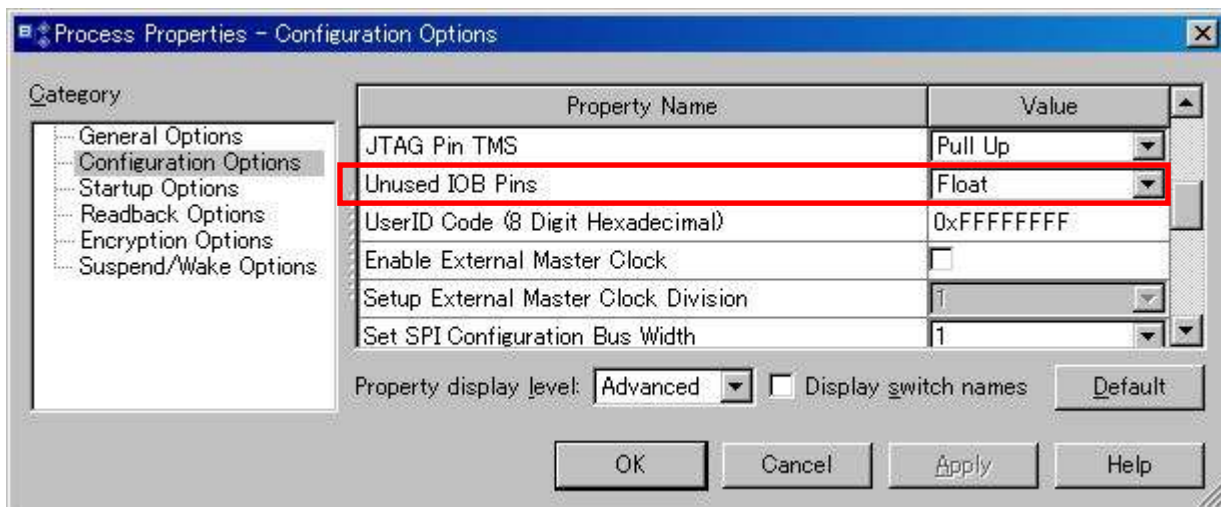 Process Properties - Configuration Options
Category
General Options
Configuration Options
Startup Options
Readback Options
Encryption Options
Suspend/Wake Options
Property Name Value
JTAG Pin TMS Pull Up
Unused IOB Pins Float
UserID Code (8 Digit Hexadecimal) 0xFFFFFFFF
Enable External Master Clock
Setup External Master Clock Division 1
Set SPI Configuration Bus Width 1
Property display level: Advanced Display switch names Default
OK Cancel Apply Help